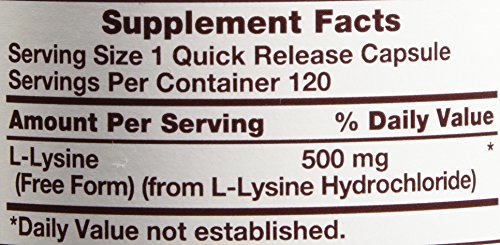 Supplement Facts
Serving Size 1 Quick Release Capsule
Servings Per Container 120
Amount Per Serving % Daily Value
L-Lysine 500 mg *
(Free Form) (from L-Lysine Hydrochloride)
*Daily Value not established.